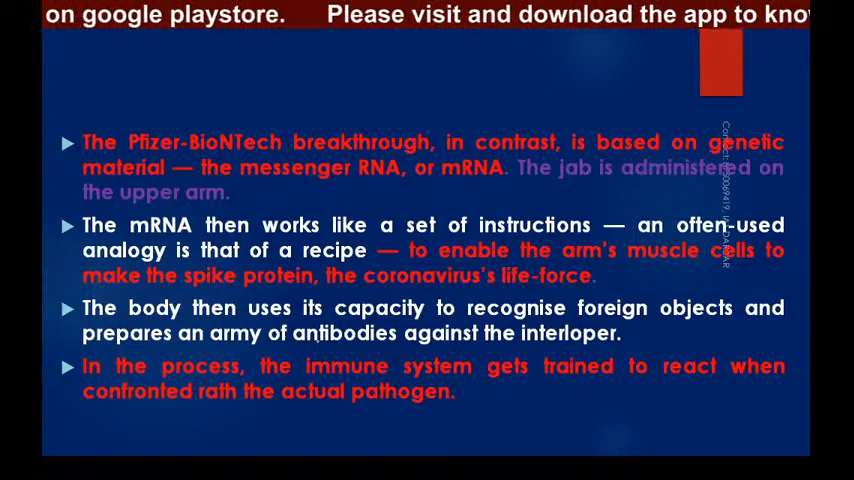 on google playstore. Please visit and download the app to kno
The Pfizer-BioNTech breakthrough, in contrast, is based on genetic
material — the messenger RNA, or mRNA. The jab is administered on
the upper arm.
The mRNA then works like a set of instructions — an often-used
analogy is that of a recipe — to enable the arm's muscle cells to
make the spike protein, the coronavirus's life-force.
The body then uses its capacity to recognise foreign objects and
prepares an army of antibodies against the interloper.
In the process, the immune system gets trained to react when
confronted rath the actual pathogen.
Contact: